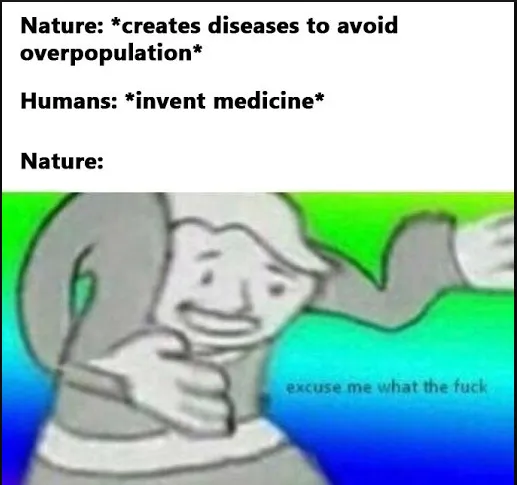 Nature: *creates diseases to avoid
overpopulation*
Humans: *invent medicine*
Nature:
excuse me what the fuck